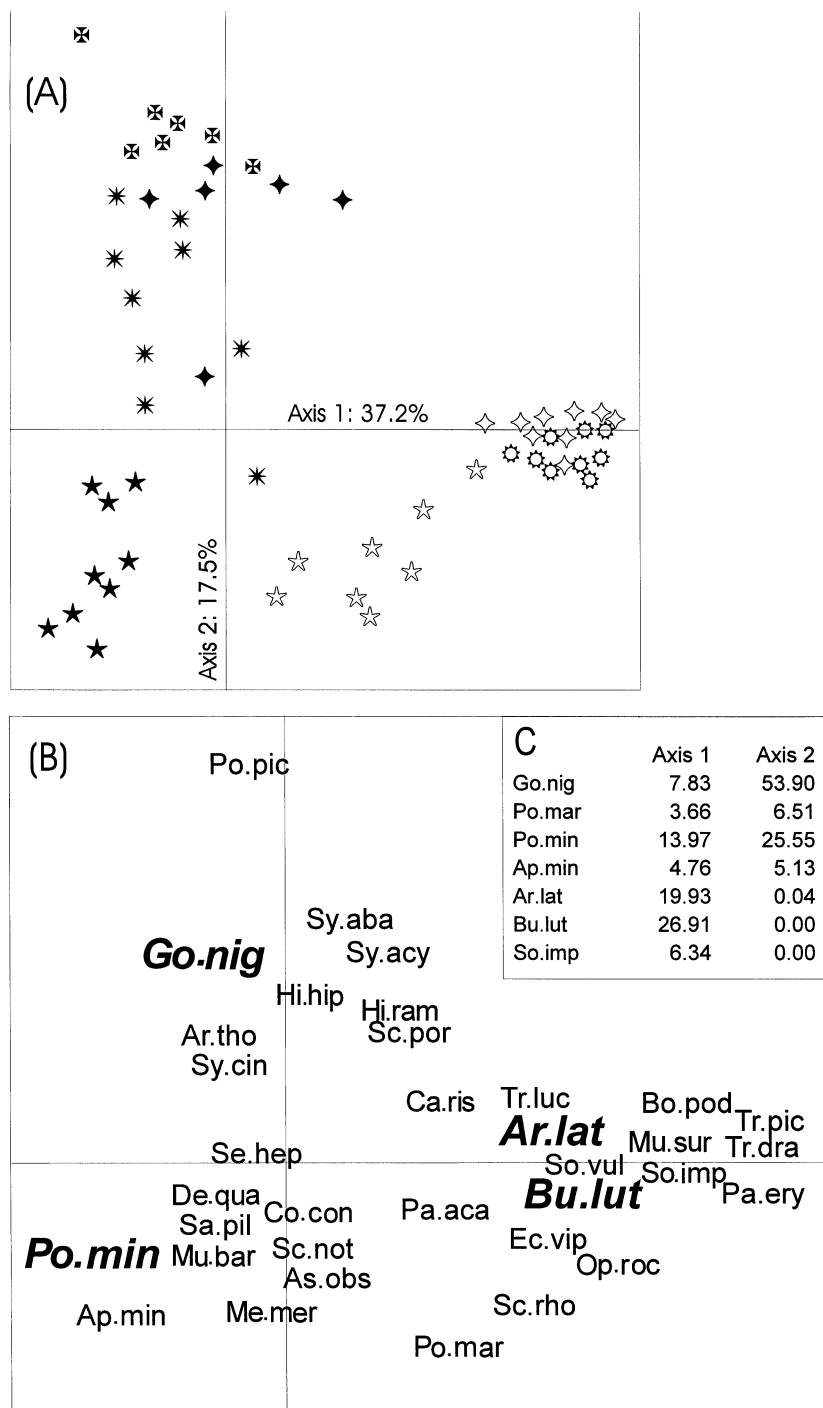 (A)
Axis 1: 37.2%
Axis 2: 17.5%
(B)
Po.pic
Sy.aba
Go.nig
Sy.acy
Hi.hip
Hi.ram
Ar.tho
Sc.por
Sy.cin
Ca.ris
Tr.luc
Bo.pod
Tr.pic
Ar.lat
Mu.sur
Tr.dra
Se.hep
So.vul
So.imp
De.qua
Bu.lut
Pa.ery
Co.con
Pa.aca
Sa.pil
Po.min
Mu.bar
Sc.not
Ec.vip
As.obs
Op.roc
Ap.min
Me.mer
Sc.rho
Po.mar
C
Axis 1 Axis 2
Go.nig 7.83 53.90
Po.mar 3.66 6.51
Po.min 13.97 25.55
Ap.min 4.76 5.13
Ar.lat 19.93 0.04
Bu.lut 26.91 0.00
So.imp 6.34 0.00